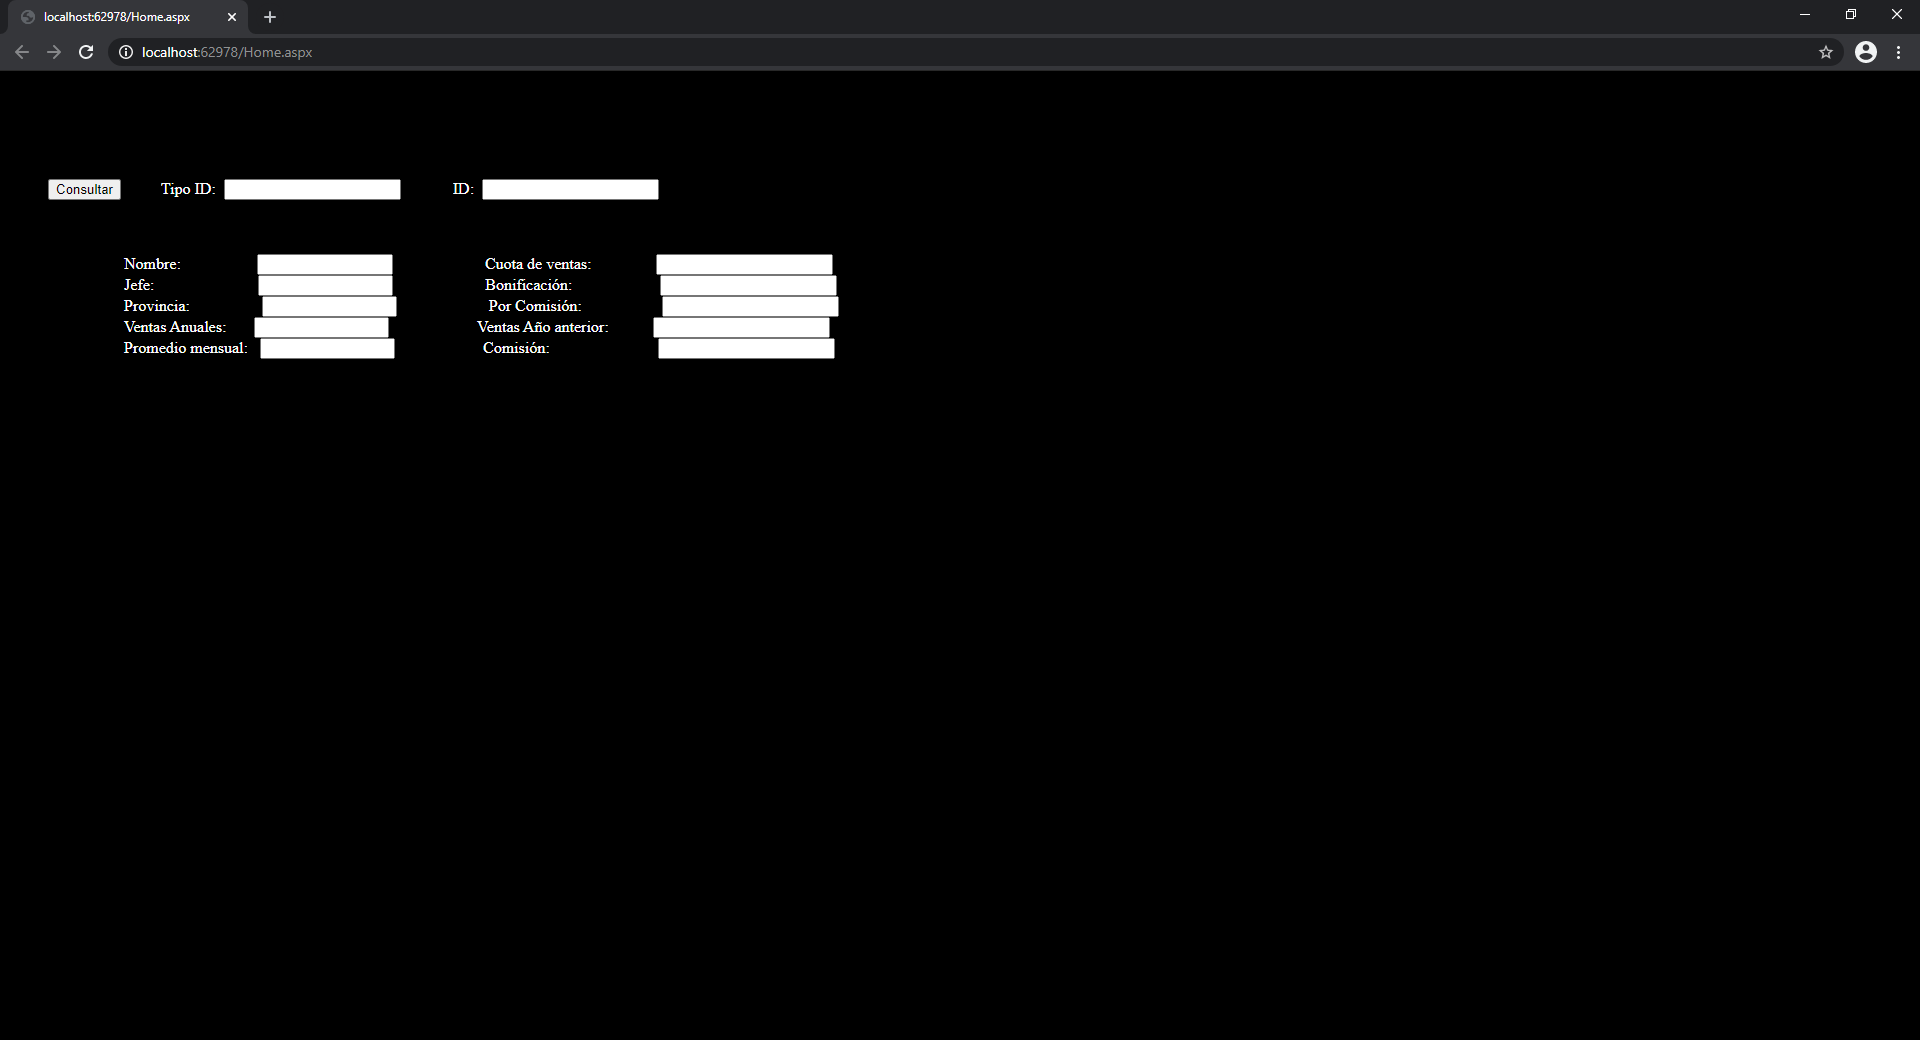 localhost:62978/Home.aspx
localhost:62978/Home.aspx
Consultar Tipo ID: ID:
Nombre: Cuota de ventas:
Jefe: Bonificación:
Provincia: Por Comisión:
Ventas Anuales: Ventas Año anterior:
Promedio mensual: Comisión: